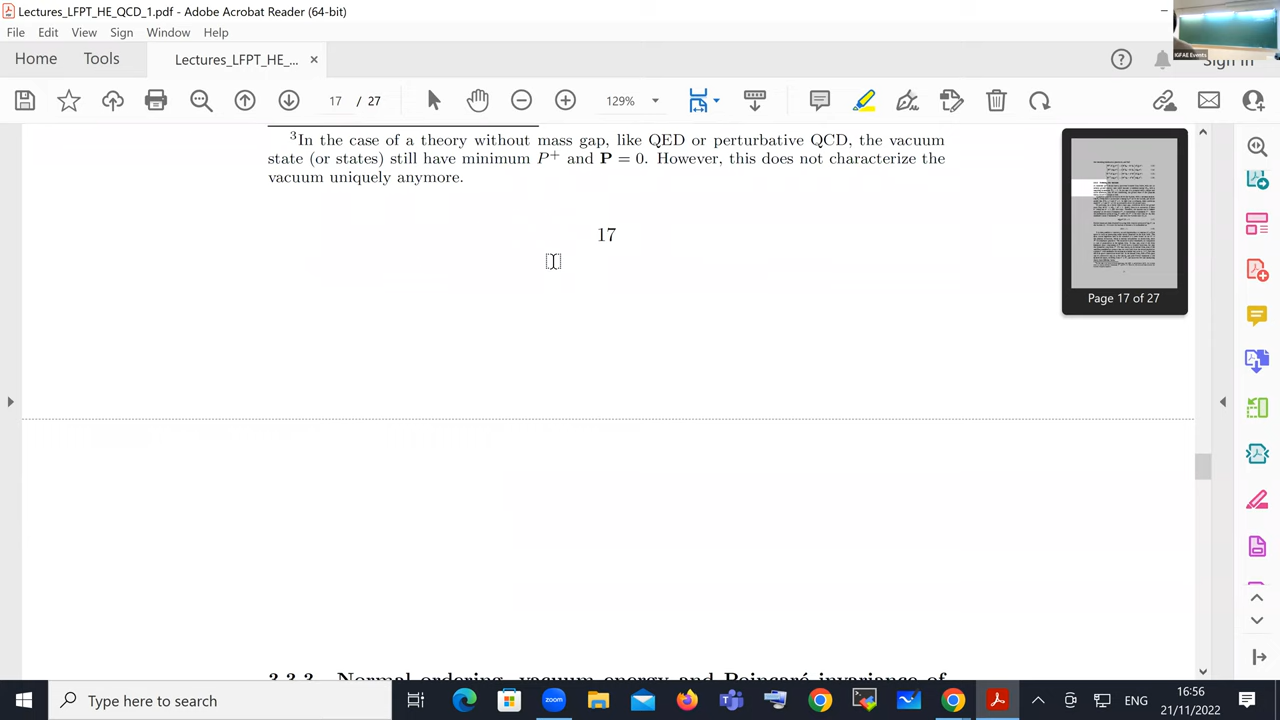 Lectures_LFPT_HE_QCD_1.pdf - Adobe Acrobat Reader (64-bit)
File Edit View Sign Window Help
IGFAE Events
Home Tools Lectures_LFPT_HE_... × Sign In
17 / 27 129%
³In the case of a theory without mass gap, like QED or perturbative QCD, the vacuum
state (or states) still have minimum P⁺ and P = 0. However, this does not characterize the
vacuum uniquely anymore.
17
Page 17 of 27
3.3.3 Normal ordering, vacuum energy and Poincaré invariance of
Type here to search
zoom
ENG
16:56
21/11/2022